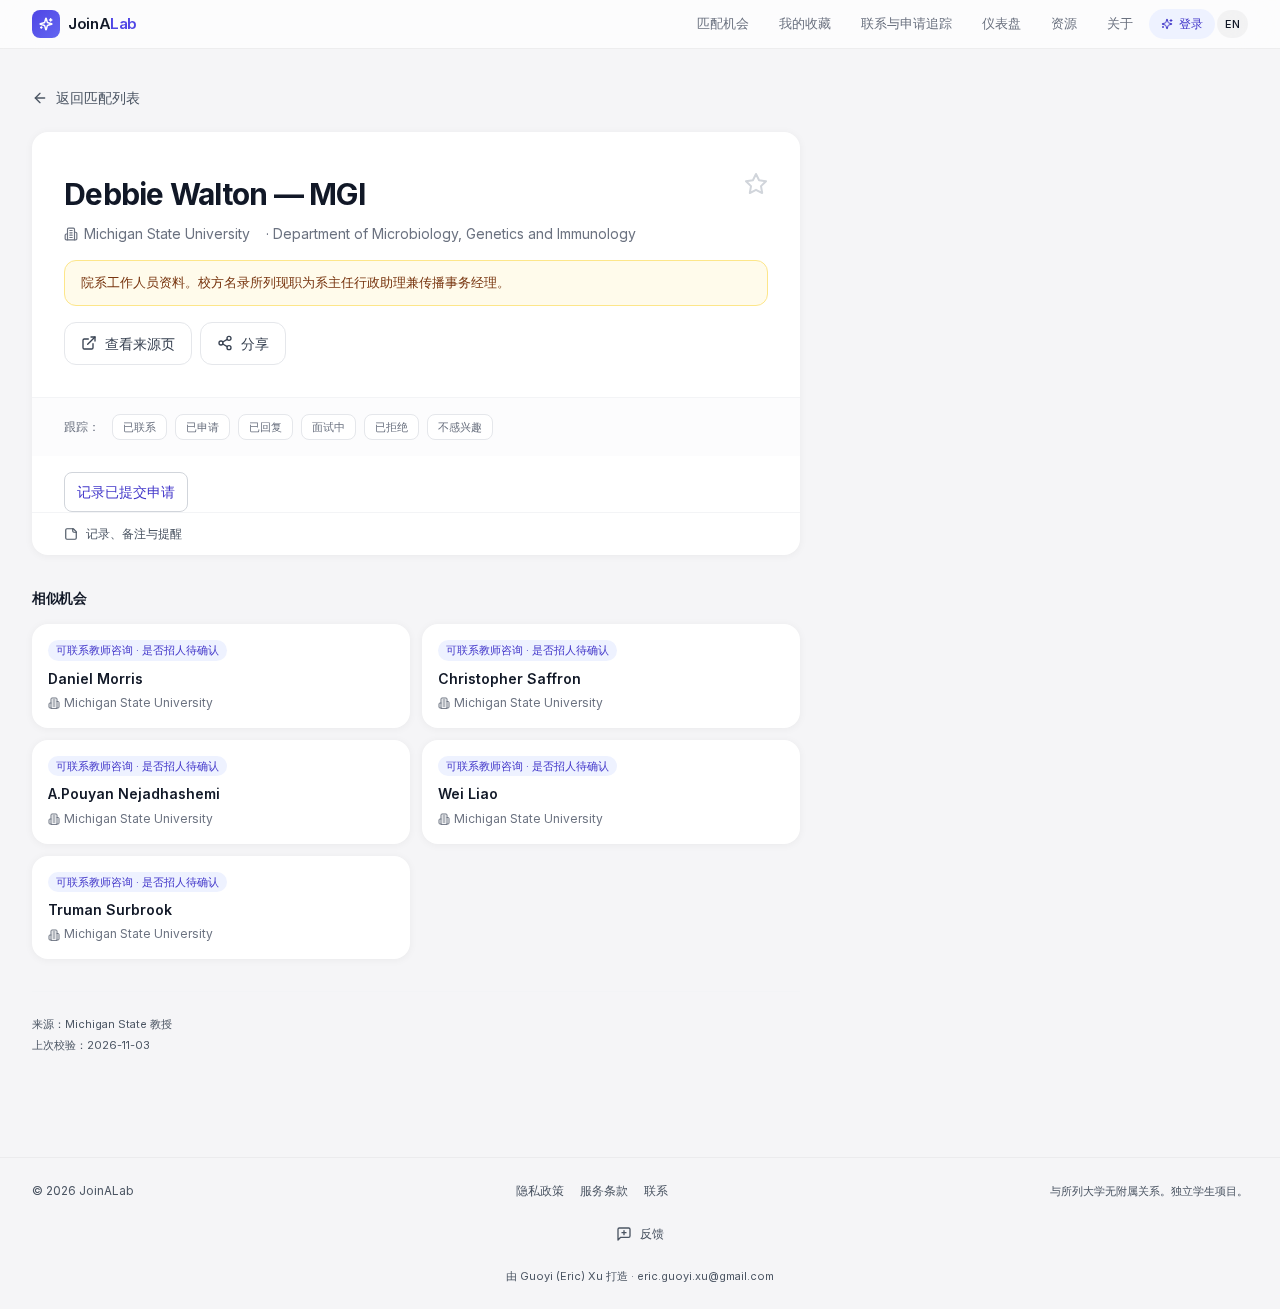 JoinALab
匹配机会
我的收藏
联系与申请追踪
仪表盘
资源
关于
登录
EN
返回匹配列表
Debbie Walton — MGI
Michigan State University · Department of Microbiology, Genetics and Immunology
院系工作人员资料。校方名录所列现职为系主任行政助理兼传播事务经理。
查看来源页
分享
跟踪：
已联系
已申请
已回复
面试中
已拒绝
不感兴趣
记录已提交申请
记录、备注与提醒
相似机会
可联系教师咨询 · 是否招人待确认
Daniel Morris
Michigan State University
可联系教师咨询 · 是否招人待确认
Christopher Saffron
Michigan State University
可联系教师咨询 · 是否招人待确认
A.Pouyan Nejadhashemi
Michigan State University
可联系教师咨询 · 是否招人待确认
Wei Liao
Michigan State University
可联系教师咨询 · 是否招人待确认
Truman Surbrook
Michigan State University
来源：Michigan State 教授
上次校验：2026-11-03
© 2026 JoinALab
隐私政策
服务条款
联系
与所列大学无附属关系。独立学生项目。
反馈
由 Guoyi (Eric) Xu 打造 · eric.guoyi.xu@gmail.com